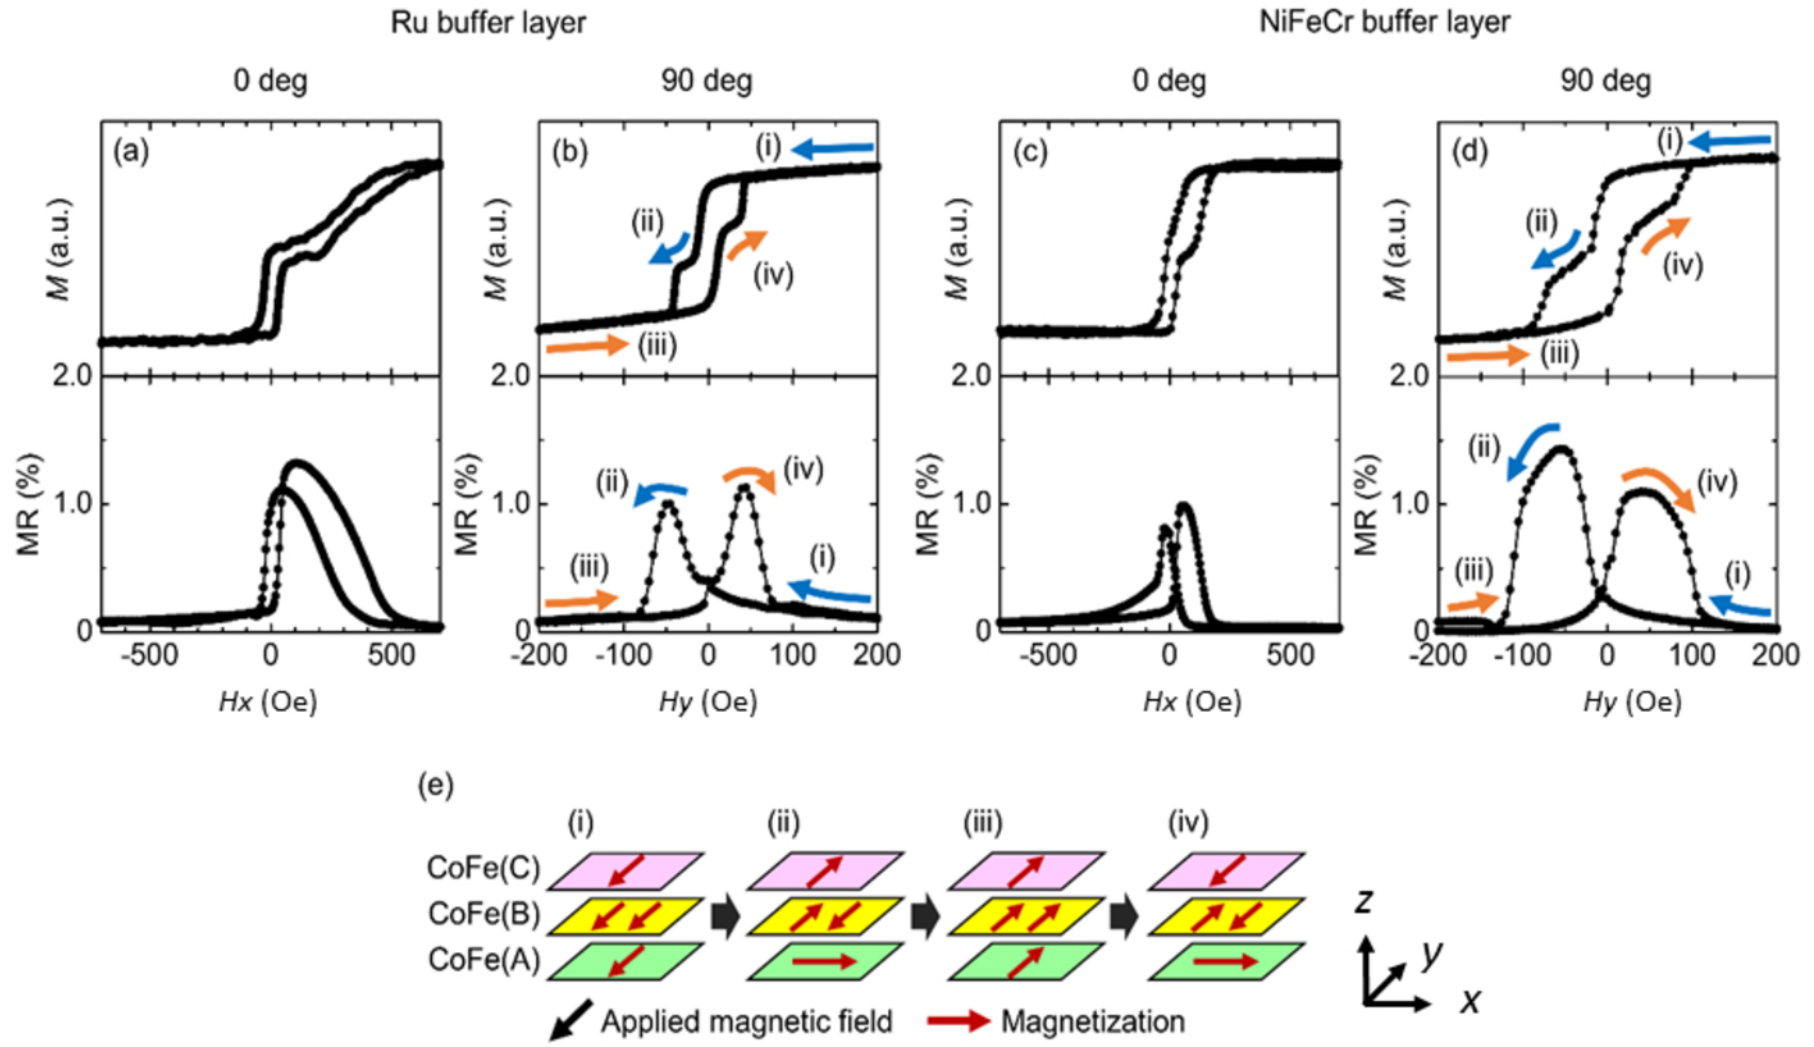 Ru buffer layer
NiFeCr buffer layer
0 deg
90 deg
0 deg
90 deg
(a)
M (a.u.)
2.0
MR (%)
1.0
0
-500 0 500
Hx (Oe)
(b)
(i)
(ii)
(iv)
(iii)
M (a.u.)
2.0
MR (%)
1.0
0
(ii)
(iv)
(iii)
(i)
-200 -100 0 100 200
Hy (Oe)
(c)
M (a.u.)
2.0
MR (%)
1.0
0
-500 0 500
Hx (Oe)
(d)
(i)
(ii)
(iv)
(iii)
M (a.u.)
2.0
MR (%)
1.0
0
(ii)
(iv)
(iii)
(i)
-200 -100 0 100 200
Hy (Oe)
(e)
(i) (ii) (iii) (iv)
CoFe(C)
CoFe(B)
CoFe(A)
z
y
x
Applied magnetic field
Magnetization